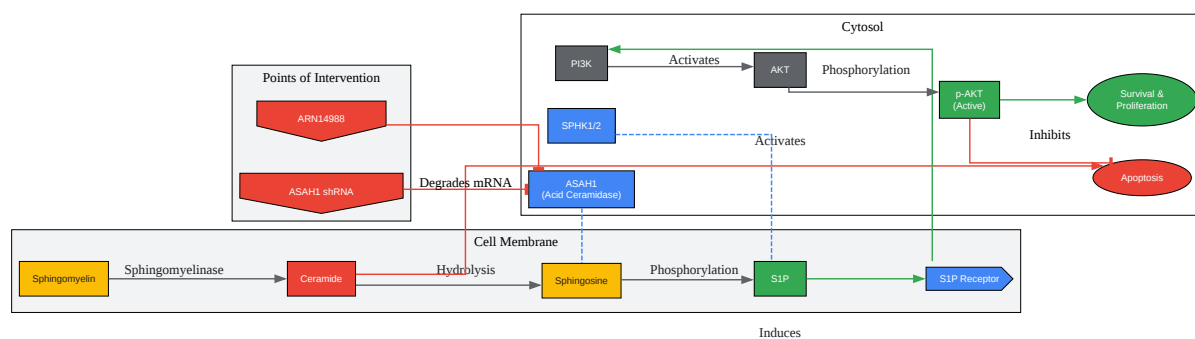 Cytosol
PI3K
Activates
AKT
Phosphorylation
p-AKT
(Active)
Survival &
Proliferation
Points of Intervention
ARN14988
SPHK1/2
Activates
Inhibits
ASAH1 shRNA
Degrades mRNA
ASAH1
(Acid Ceramidase)
Apoptosis
Cell Membrane
Sphingomyelin
Sphingomyelinase
Ceramide
Hydrolysis
Sphingosine
Phosphorylation
S1P
S1P Receptor
Induces